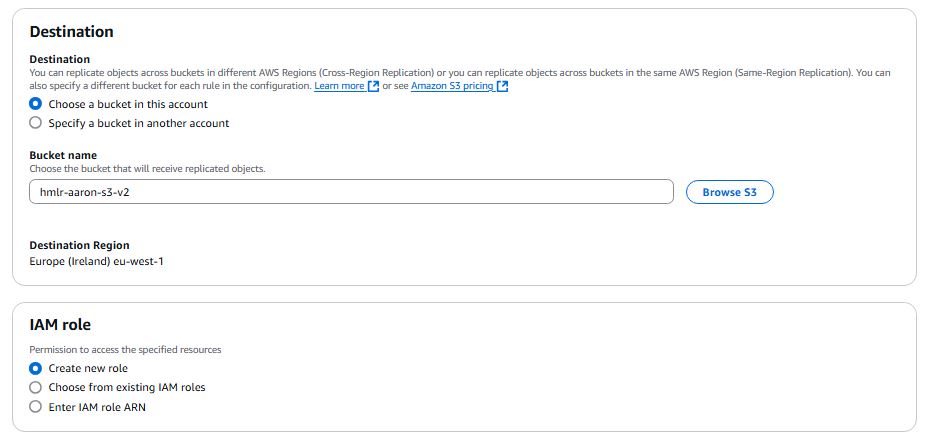 Destination
Destination
You can replicate objects across buckets in different AWS Regions (Cross-Region Replication) or you can replicate objects across buckets in the same AWS Region (Same-Region Replication). You can
also specify a different bucket for each rule in the configuration. Learn more or see Amazon S3 pricing
Choose a bucket in this account
Specify a bucket in another account
Bucket name
Choose the bucket that will receive replicated objects.
hmlr-aaron-s3-v2
Browse S3
Destination Region
Europe (Ireland) eu-west-1
IAM role
Permission to access the specified resources
Create new role
Choose from existing IAM roles
Enter IAM role ARN